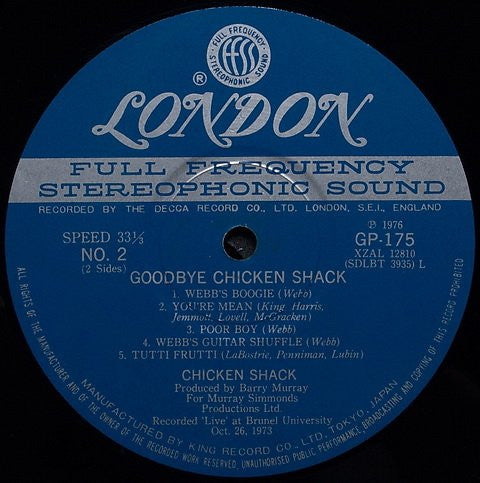 FULL FREQUENCY
ffss
STEREOPHONIC SOUND
®
LONDON
FULL FREQUENCY
STEREOPHONIC SOUND
RECORDED BY THE DECCA RECORD CO., LTD. LONDON, S.E.I., ENGLAND
SPEED 33⅓
NO. 2
(2 Sides)
℗ 1976
GP-175
XZAL 12810
(SDLBT 3935) L
GOODBYE CHICKEN SHACK
1. WEBB'S BOOGIE (Webb)
2. YOU'RE MEAN (King, Harris,
Jemmott, Lovell, McCracken)
3. POOR BOY (Webb)
4. WEBB'S GUITAR SHUFFLE (Webb)
5. TUTTI FRUTTI (LaBostrie, Penniman, Lubin)
CHICKEN SHACK
Produced by Barry Murray
For Murray Simmonds
Productions Ltd.
Recorded 'Live' at Brunel University
Oct. 26, 1973
MANUFACTURED BY KING RECORD CO., LTD., TOKYO, JAPAN
ALL RIGHTS OF THE MANUFACTURER AND OF THE OWNER OF THE RECORDED WORK RESERVED, UNAUTHORISED PUBLIC PERFORMANCE, BROADCASTING AND COPYING OF THIS RECORD PROHIBITED